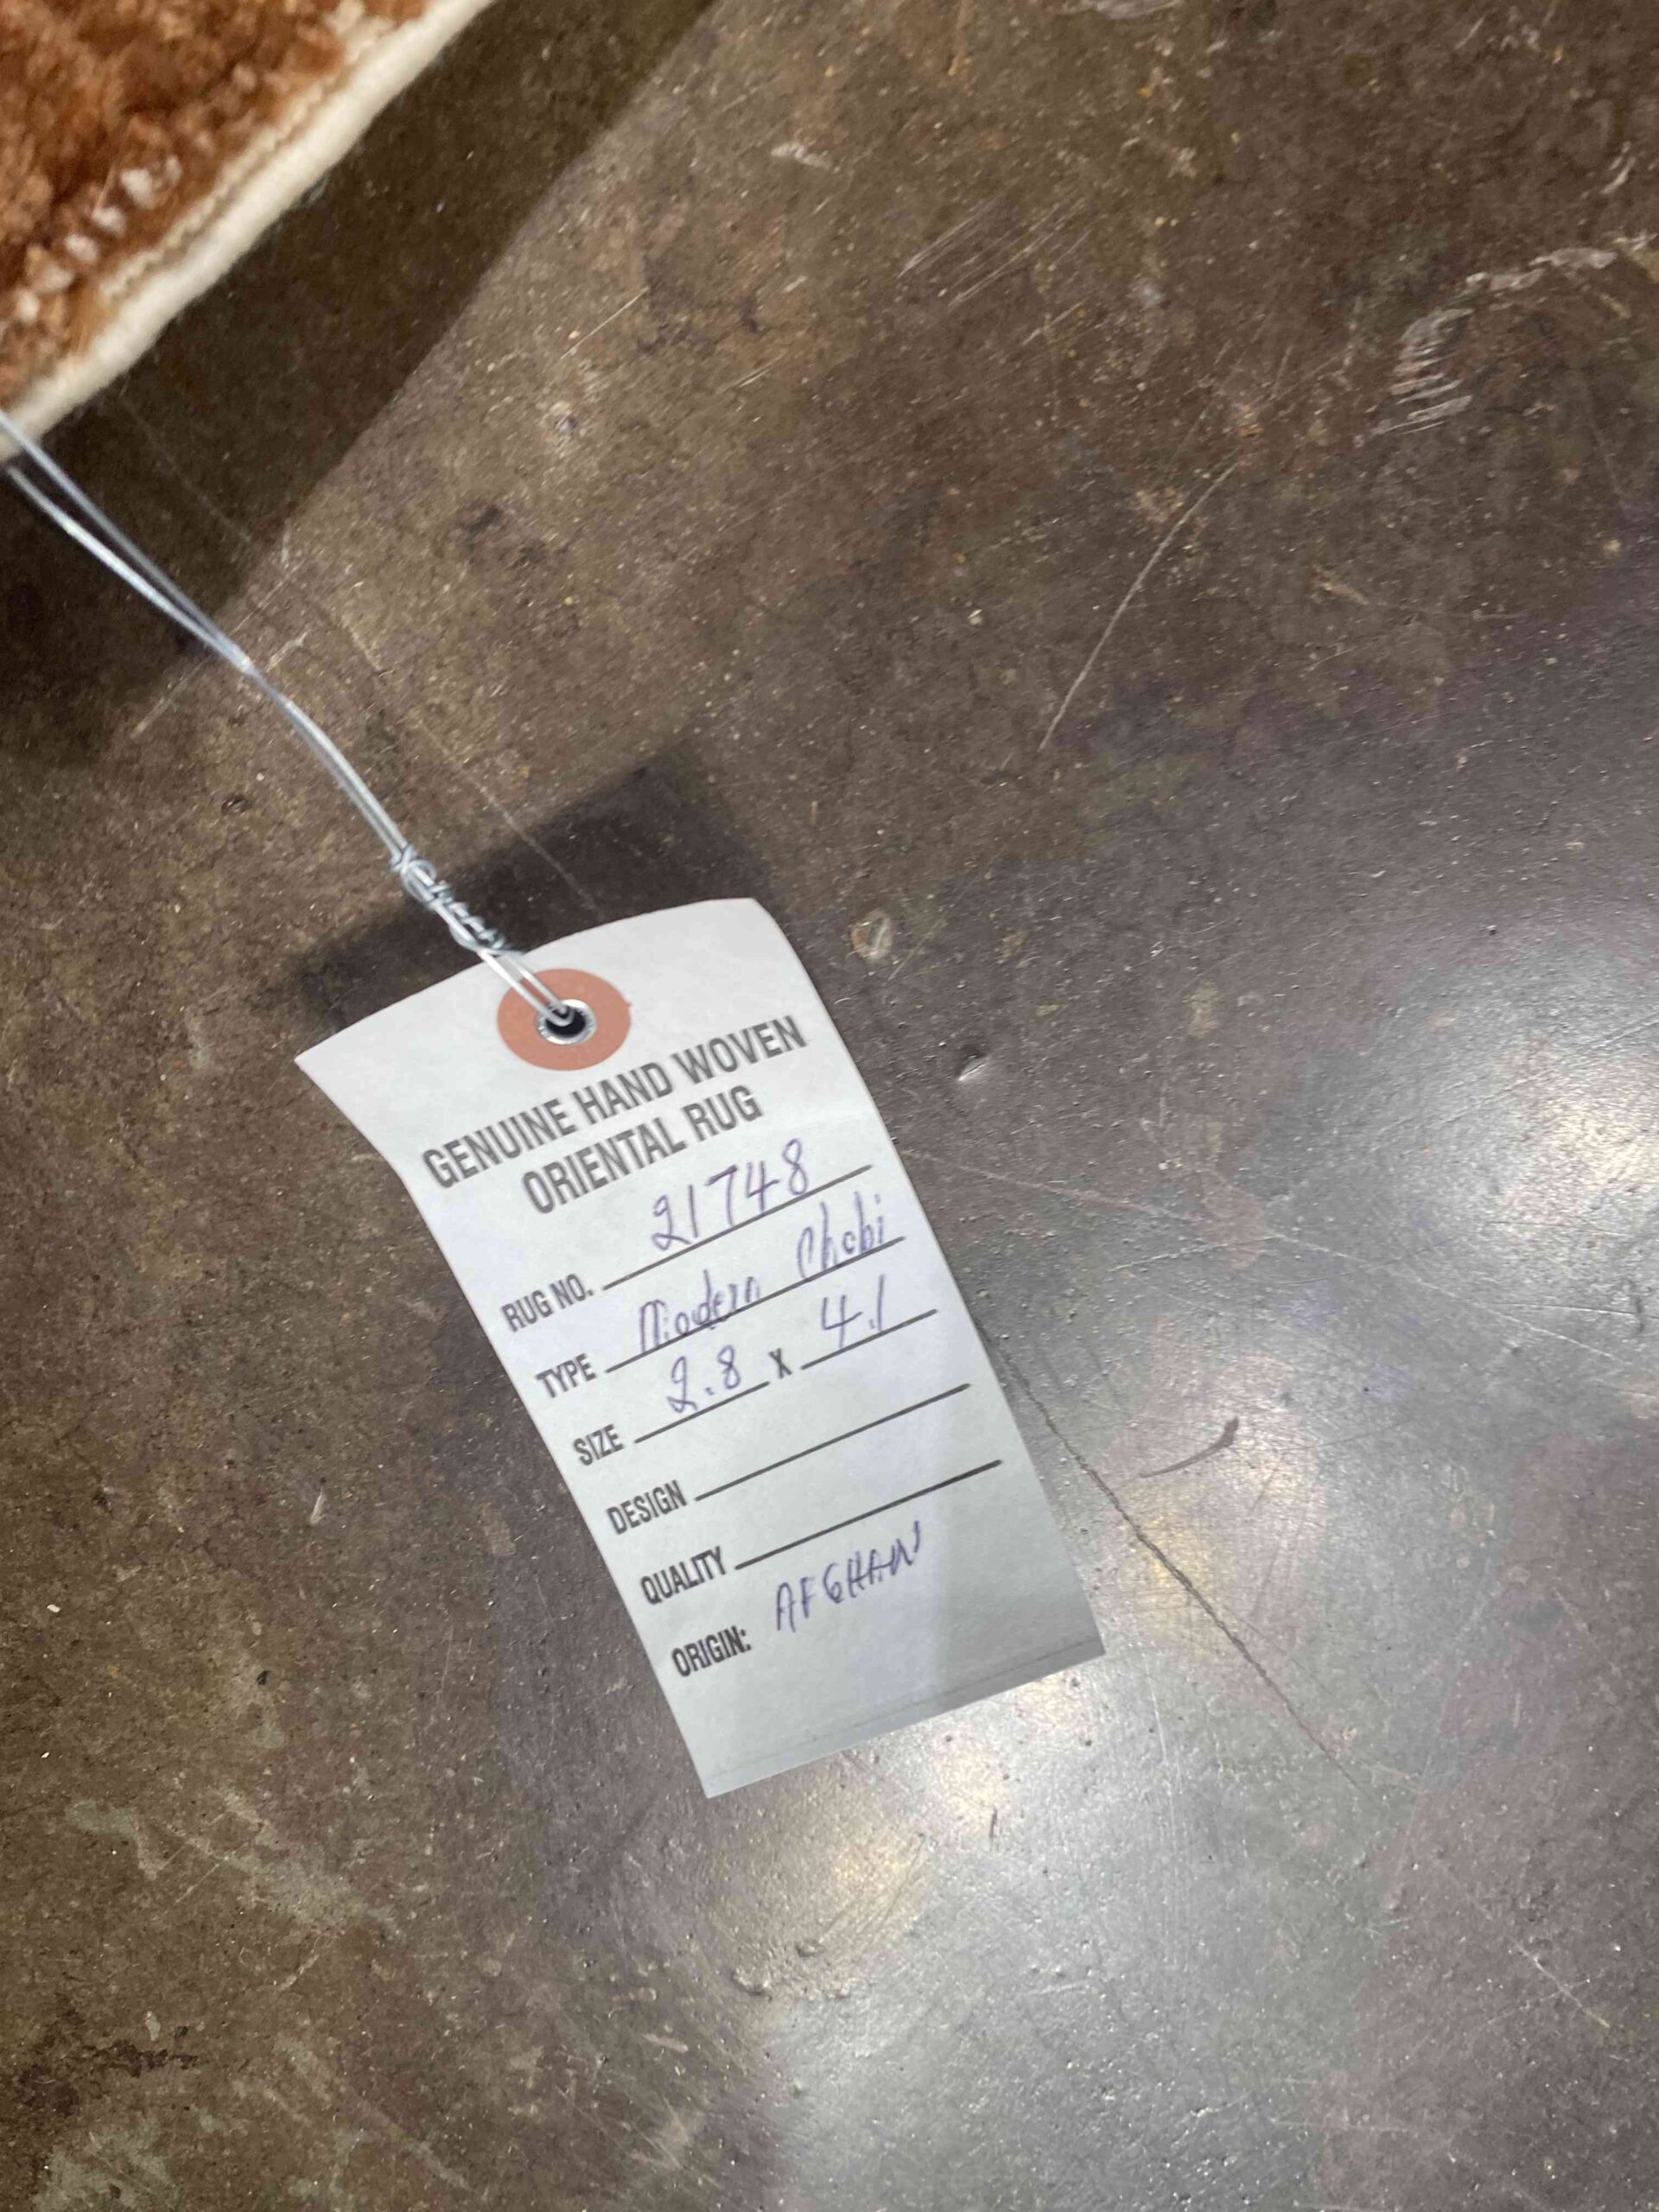 GENUINE HAND WOVEN
ORIENTAL RUG
RUG NO. 21748
TYPE Modern Chobi
SIZE 2.8 X 4.1
DESIGN
QUALITY
ORIGIN: AFGHAN